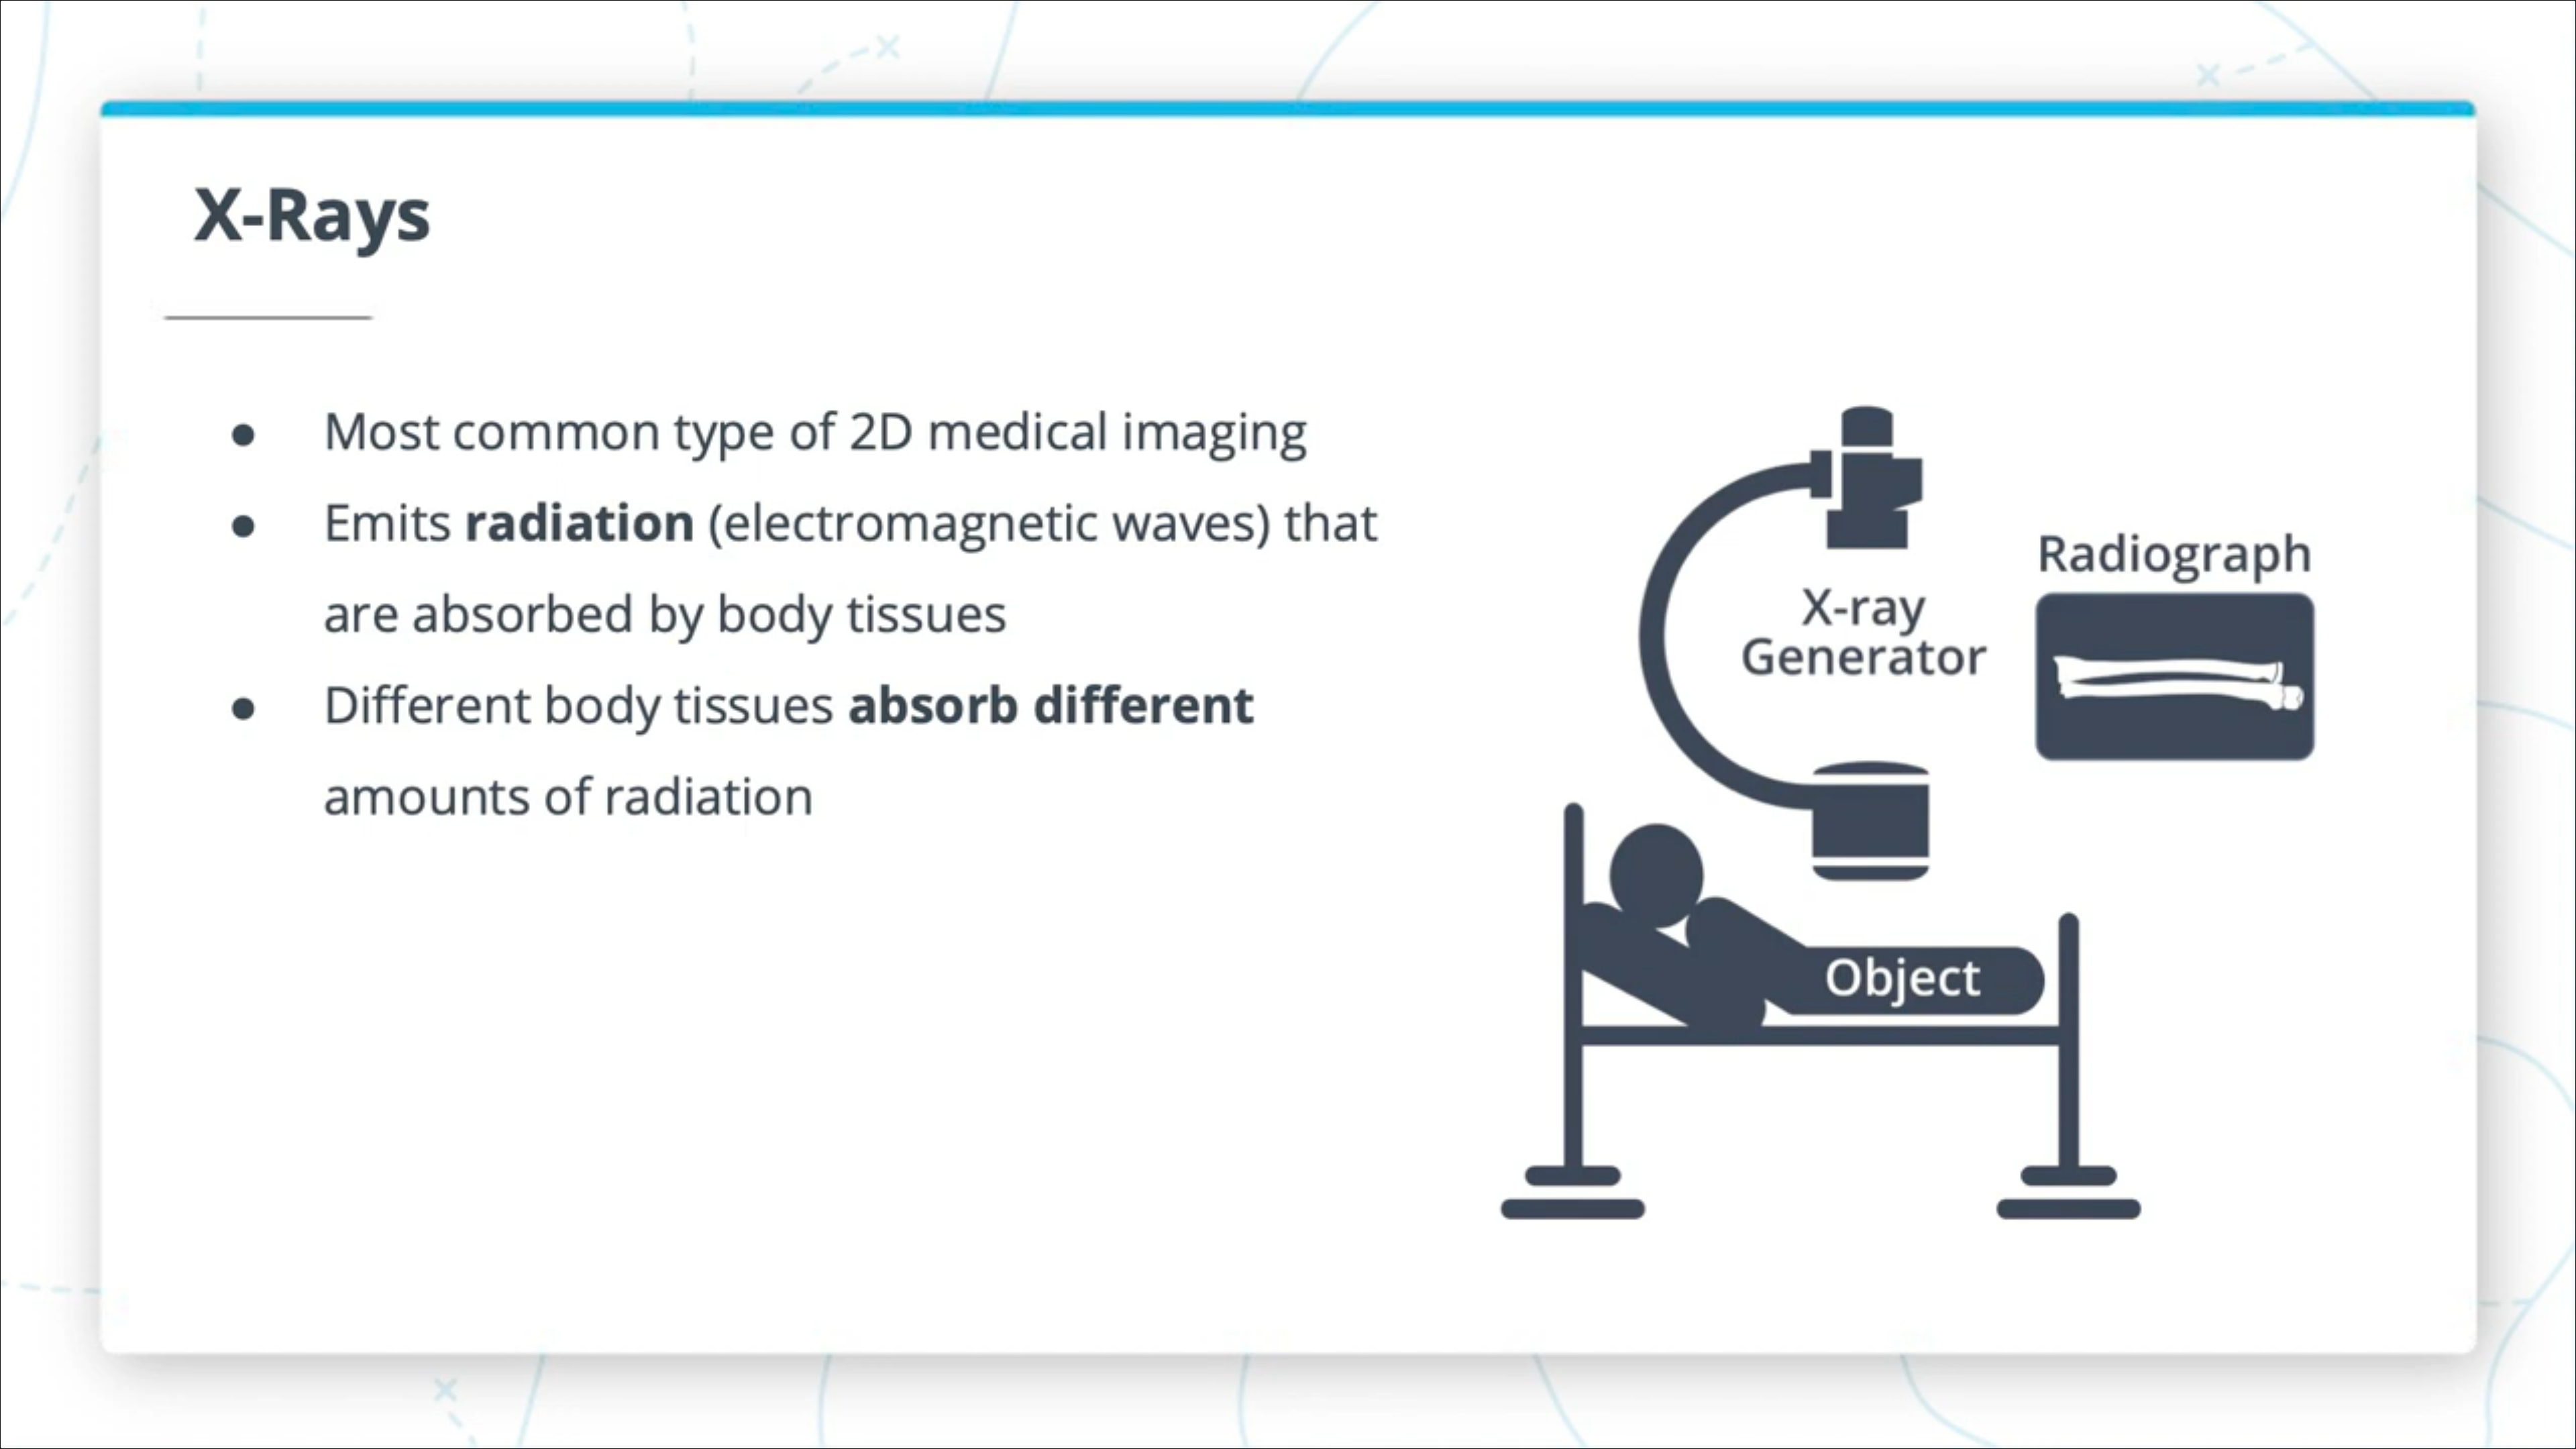 X-Rays
● Most common type of 2D medical imaging
● Emits radiation (electromagnetic waves) that
are absorbed by body tissues
● Different body tissues absorb different
amounts of radiation
Radiograph
X-ray
Generator
Object